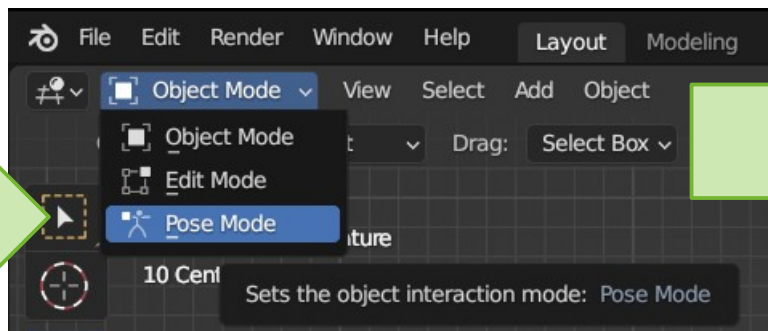 File Edit Render Window Help Layout Modeling
Object Mode View Select Add Object
Object Mode Drag: Select Box
Edit Mode
Pose Mode
10 Cent
Sets the object interaction mode: Pose Mode